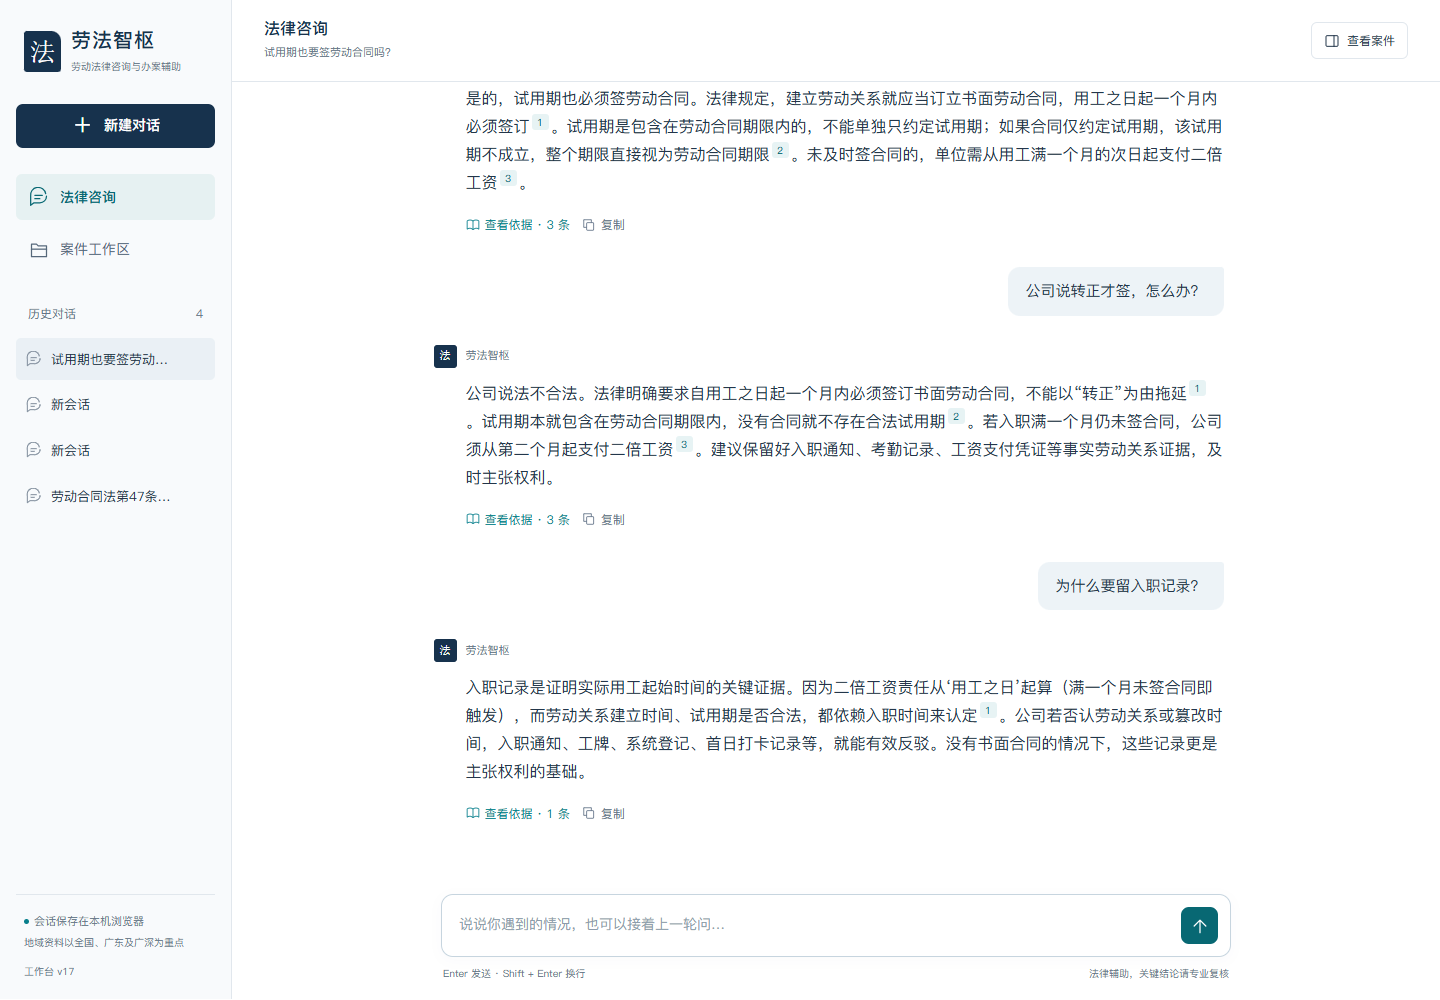 法
劳法智枢
劳动法律咨询与办案辅助
新建对话
法律咨询
案件工作区
历史对话 4
试用期也要签劳动...
新会话
新会话
劳动合同法第47条...
会话保存在本机浏览器
地域资料以全国、广东及广深为重点
工作台 v17
法律咨询
试用期也要签劳动合同吗?
查看案件
是的，试用期也必须签劳动合同。法律规定，建立劳动关系就应当订立书面劳动合同，用工之日起一个月内
必须签订 1 。试用期是包含在劳动合同期限内的，不能单独只约定试用期；如果合同仅约定试用期，该试用
期不成立，整个期限直接视为劳动合同期限 2 。未及时签合同的，单位需从用工满一个月的次日起支付二倍
工资 3 。
查看依据 · 3 条 复制
公司说转正才签，怎么办？
法 劳法智枢
公司说法不合法。法律明确要求自用工之日起一个月内必须签订书面劳动合同，不能以“转正”为由拖延 1
。试用期本就包含在劳动合同期限内，没有合同就不存在合法试用期 2 。若入职满一个月仍未签合同，公司
须从第二个月起支付二倍工资 3 。建议保留好入职通知、考勤记录、工资支付凭证等事实劳动关系证据，及
时主张权利。
查看依据 · 3 条 复制
为什么要留入职记录？
法 劳法智枢
入职记录是证明实际用工起始时间的关键证据。因为二倍工资责任从‘用工之日’起算（满一个月未签合同即
触发），而劳动关系建立时间、试用期是否合法，都依赖入职时间来认定 1 。公司若否认劳动关系或篡改时
间，入职通知、工牌、系统登记、首日打卡记录等，就能有效反驳。没有书面合同的情况下，这些记录更是
主张权利的基础。
查看依据 · 1 条 复制
说说你遇到的情况，也可以接着上一轮问...
Enter 发送 · Shift + Enter 换行
法律辅助，关键结论请专业复核